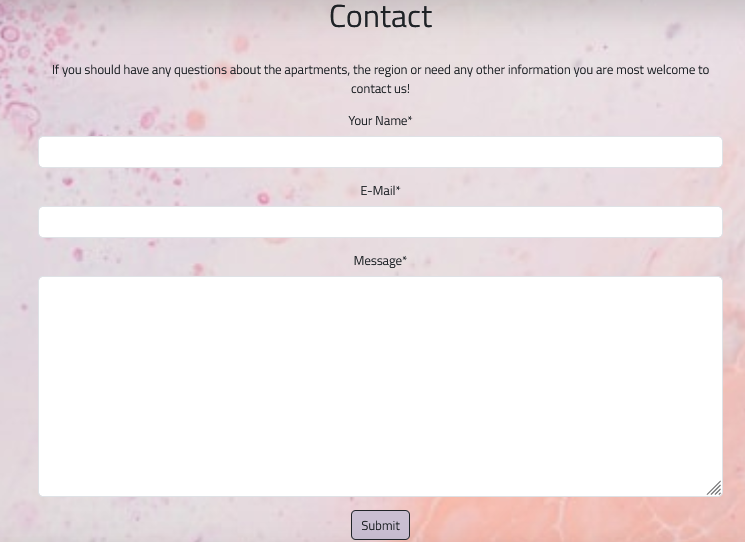 Contact
If you should have any questions about the apartments, the region or need any other information you are most welcome to
contact us!
Your Name*
E-Mail*
Message*
Submit